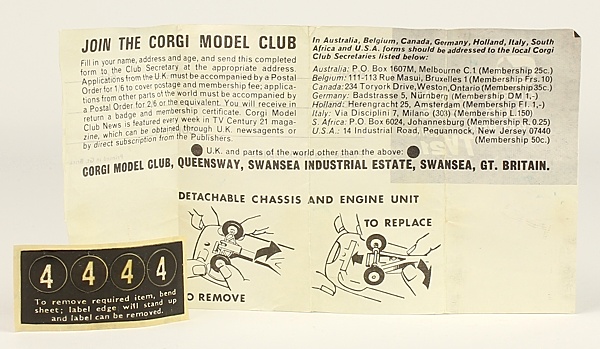 JOIN THE CORGI MODEL CLUB
Fill in your name, address and age, and send this completed
form to the Club Secretary at the appropriate address.
Applications from the U.K. must be accompanied by a Postal
Order for 1/6 to cover postage and membership fee; applica-
tions from other parts of the world must be accompanied by
a Postal Order for 2/6 or the equivalent. You will receive in
return a badge and membership certificate. Corgi Model
Club News is featured every week in TV Century 21 maga-
zine, which can be obtained through U.K. newsagents or
by direct subscription from the Publishers.
In Australia, Belgium, Canada, Germany, Holland, Italy, South
Africa and U.S.A. forms should be addressed to the local Corgi
Club Secretaries listed below:
Australia: P.O. Box 1607M, Melbourne C.1 (Membership 25c.)
Belgium: 111-113 Rue Masui, Bruxelles 1 (Membership Frs. 10)
Canada: 234 Toryork Drive, Weston, Ontario (Membership 35c.)
Germany: Badstrasse 5, Nürnberg (Membership DM 1,-)
Holland: Herengracht 25, Amsterdam (Membership Fl. 1,-)
Italy: Via Disciplini 7, Milano (303) (Membership L.150)
S. Africa: P.O. Box 6024, Johannesburg (Membership R. 0.25)
U.S.A.: 14 Industrial Road, Pequannock, New Jersey 07440
(Membership 50c.)
U.K. and parts of the world other than the above:
CORGI MODEL CLUB, QUEENSWAY, SWANSEA INDUSTRIAL ESTATE, SWANSEA, GT. BRITAIN.
DETACHABLE CHASSIS AND ENGINE UNIT
TO REPLACE
O REMOVE
4 4 4 4
To remove required item, bend
sheet; label edge will stand up
and label can be removed.